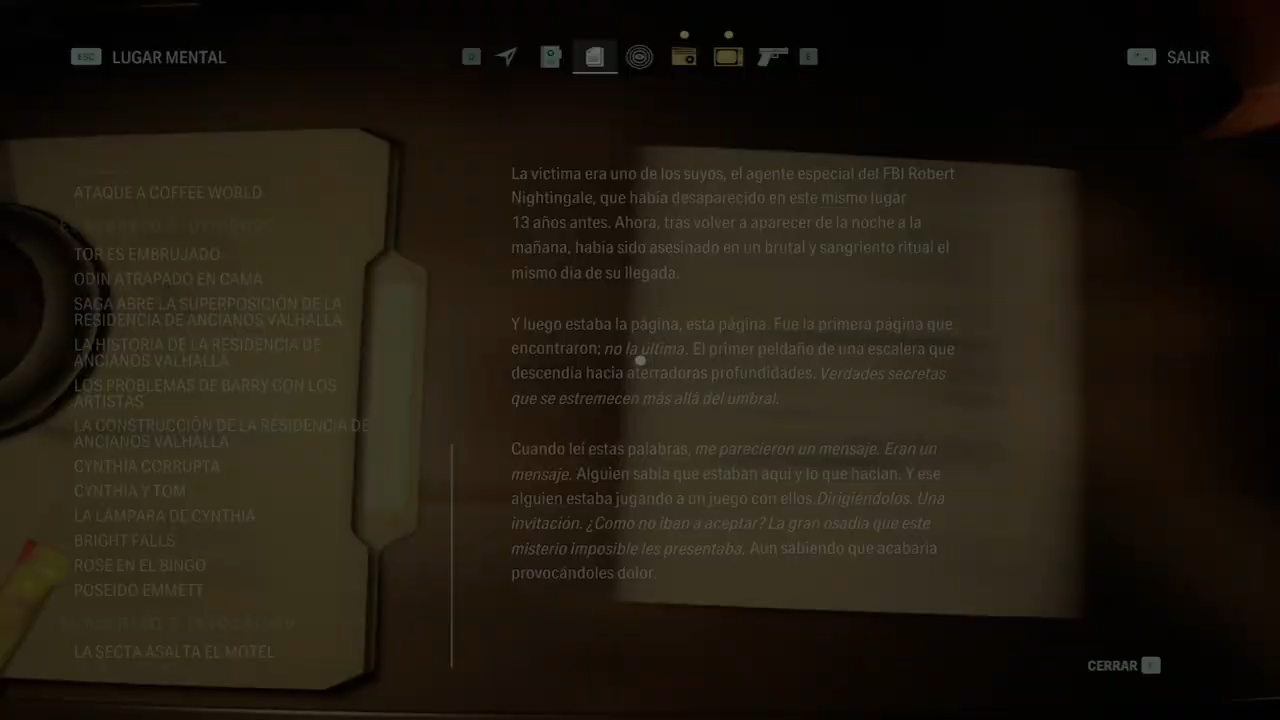 ESC LUGAR MENTAL
Q
E
SALIR
ATAQUE A COFFEE WORLD
TOR ES EMBRUJADO
ODIN ATRAPADO EN CAMA
SAGA ABRE LA SUPERPOSICIÓN DE LA
RESIDENCIA DE ANCIANOS VALHALLA
LA HISTORIA DE LA RESIDENCIA DE
ANCIANOS VALHALLA
LOS PROBLEMAS DE BARRY CON LOS
ARTISTAS
LA CONSTRUCCIÓN DE LA RESIDENCIA DE
ANCIANOS VALHALLA
CYNTHIA CORRUPTA
CYNTHIA Y TOM
LA LÁMPARA DE CYNTHIA
BRIGHT FALLS
ROSE EN EL BINGO
POSEIDO EMMETT
LA SECTA ASALTA EL MOTEL
La víctima era uno de los suyos, el agente especial del FBI Robert
Nightingale, que había desaparecido en este mismo lugar
13 años antes. Ahora, tras volver a aparecer de la noche a la
mañana, había sido asesinado en un brutal y sangriento ritual el
mismo día de su llegada.
Y luego estaba la página, esta página. Fue la primera página que
encontraron; no la última. El primer peldaño de una escalera que
descendía hacia aterradoras profundidades. Verdades secretas
que se estremecen más allá del umbral.
Cuando leí estas palabras, me parecieron un mensaje. Eran un
mensaje. Alguien sabía que estaban aquí y lo que hacían. Y ese
alguien estaba jugando a un juego con ellos. Dirigiéndolos. Una
invitación. ¿Como no iban a aceptar? La gran osadía que este
misterio imposible les presentaba. Aun sabiendo que acabaría
provocándoles dolor.
CERRAR